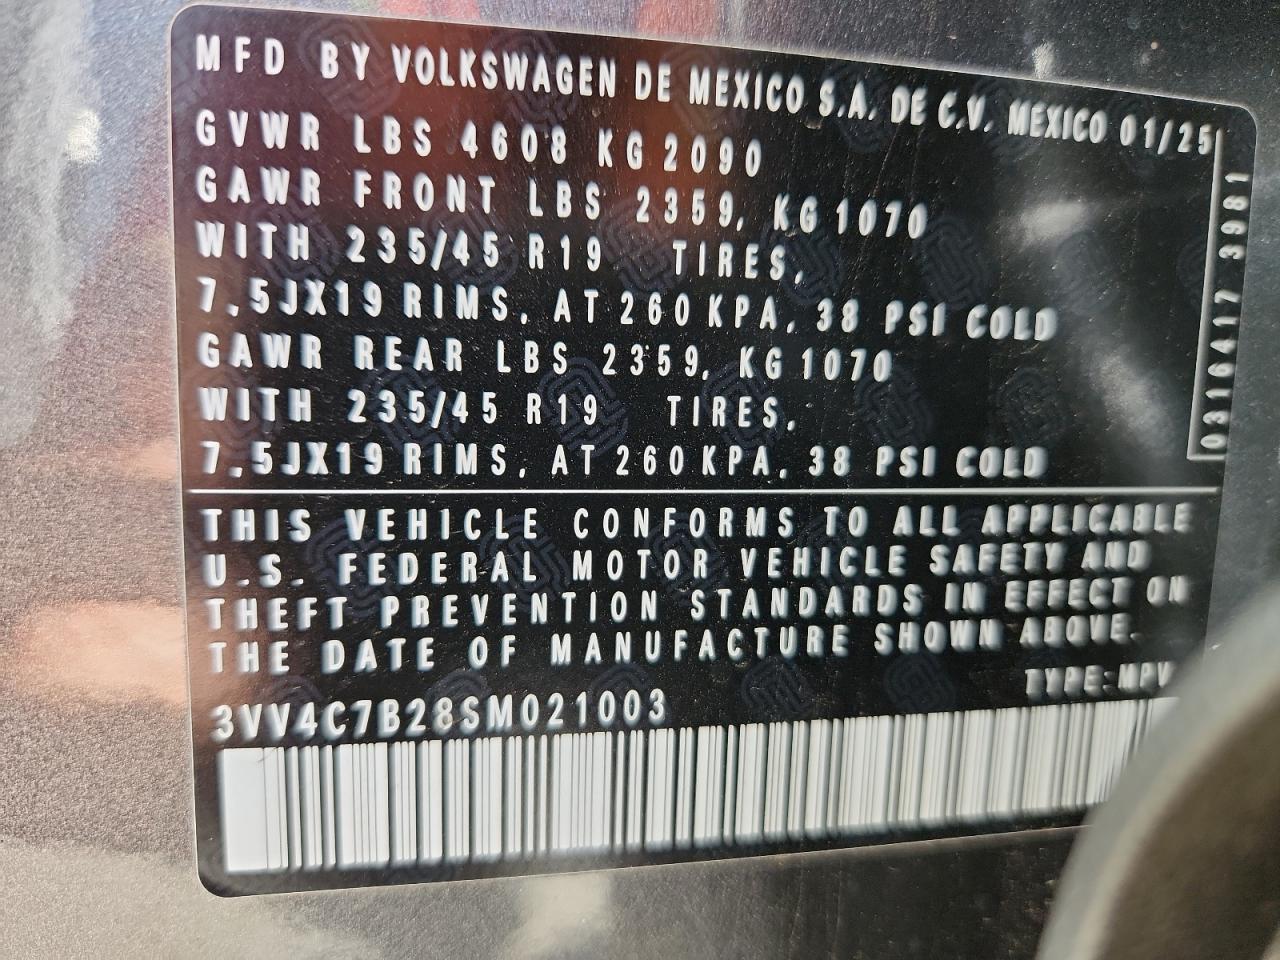 MFD BY VOLKSWAGEN DE MEXICO S.A. DE C.V. MEXICO 01/25
GVWR LBS 4608 KG 2090
GAWR FRONT LBS 2359, KG 1070
WITH 235/45 R19 TIRES,
7,5JX19 RIMS, AT 260 KPA, 38 PSI COLD
GAWR REAR LBS 2359, KG 1070
WITH 235/45 R19 TIRES,
7,5JX19 RIMS, AT 260 KPA, 38 PSI COLD
0316417 3981
THIS VEHICLE CONFORMS TO ALL APPLICABLE
U.S. FEDERAL MOTOR VEHICLE SAFETY AND
THEFT PREVENTION STANDARDS IN EFFECT ON
THE DATE OF MANUFACTURE SHOWN ABOVE.
TYPE: MPV
3VV4C7B28SM021003